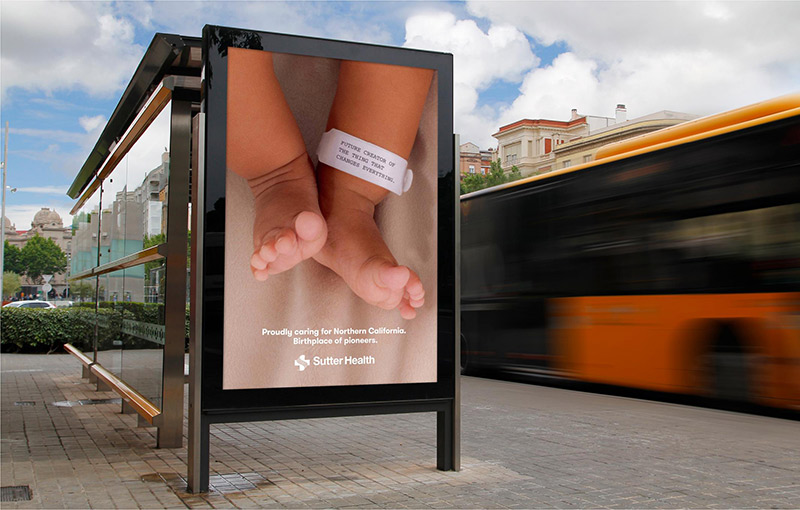 FUTURE CREATOR OF
THE THING THAT
CHANGES EVERYTHING.
Proudly caring for Northern California.
Birthplace of pioneers.
Sutter Health